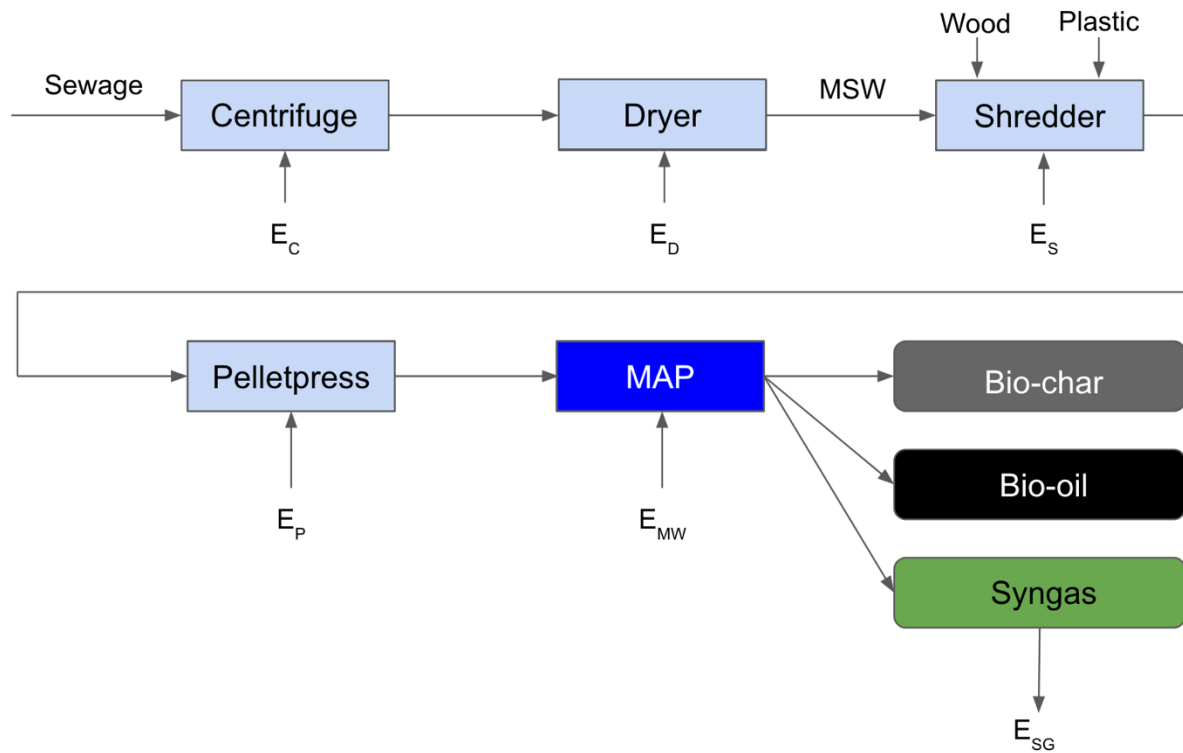 Wood
Plastic
Sewage
Centrifuge
Dryer
MSW
Shredder
E_C
E_D
E_S
Pelletpress
MAP
Bio-char
Bio-oil
E_P
E_MW
Syngas
E_SG